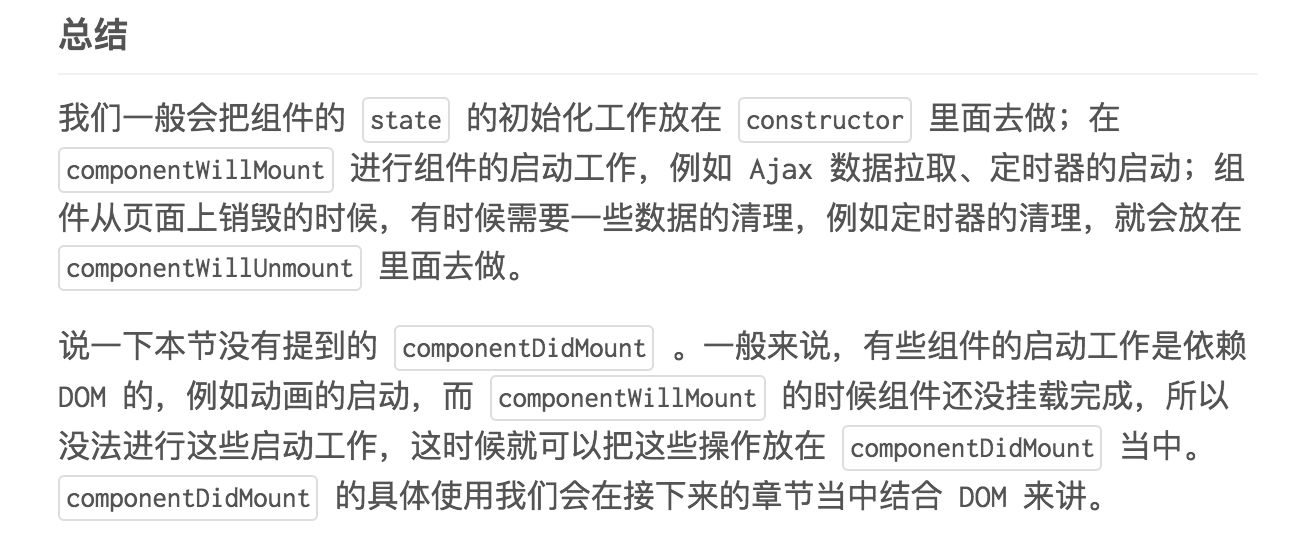 总结
我们一般会把组件的 state 的初始化工作放在 constructor 里面去做；在
componentWillMount 进行组件的启动工作，例如 Ajax 数据拉取、定时器的启动；组
件从页面上销毁的时候，有时候需要一些数据的清理，例如定时器的清理，就会放在
componentWillUnmount 里面去做。
说一下本节没有提到的 componentDidMount 。一般来说，有些组件的启动工作是依赖
DOM 的，例如动画的启动，而 componentWillMount 的时候组件还没挂载完成，所以
没法进行这些启动工作，这时候就可以把这些操作放在 componentDidMount 当中。
componentDidMount 的具体使用我们会在接下来的章节当中结合 DOM 来讲。